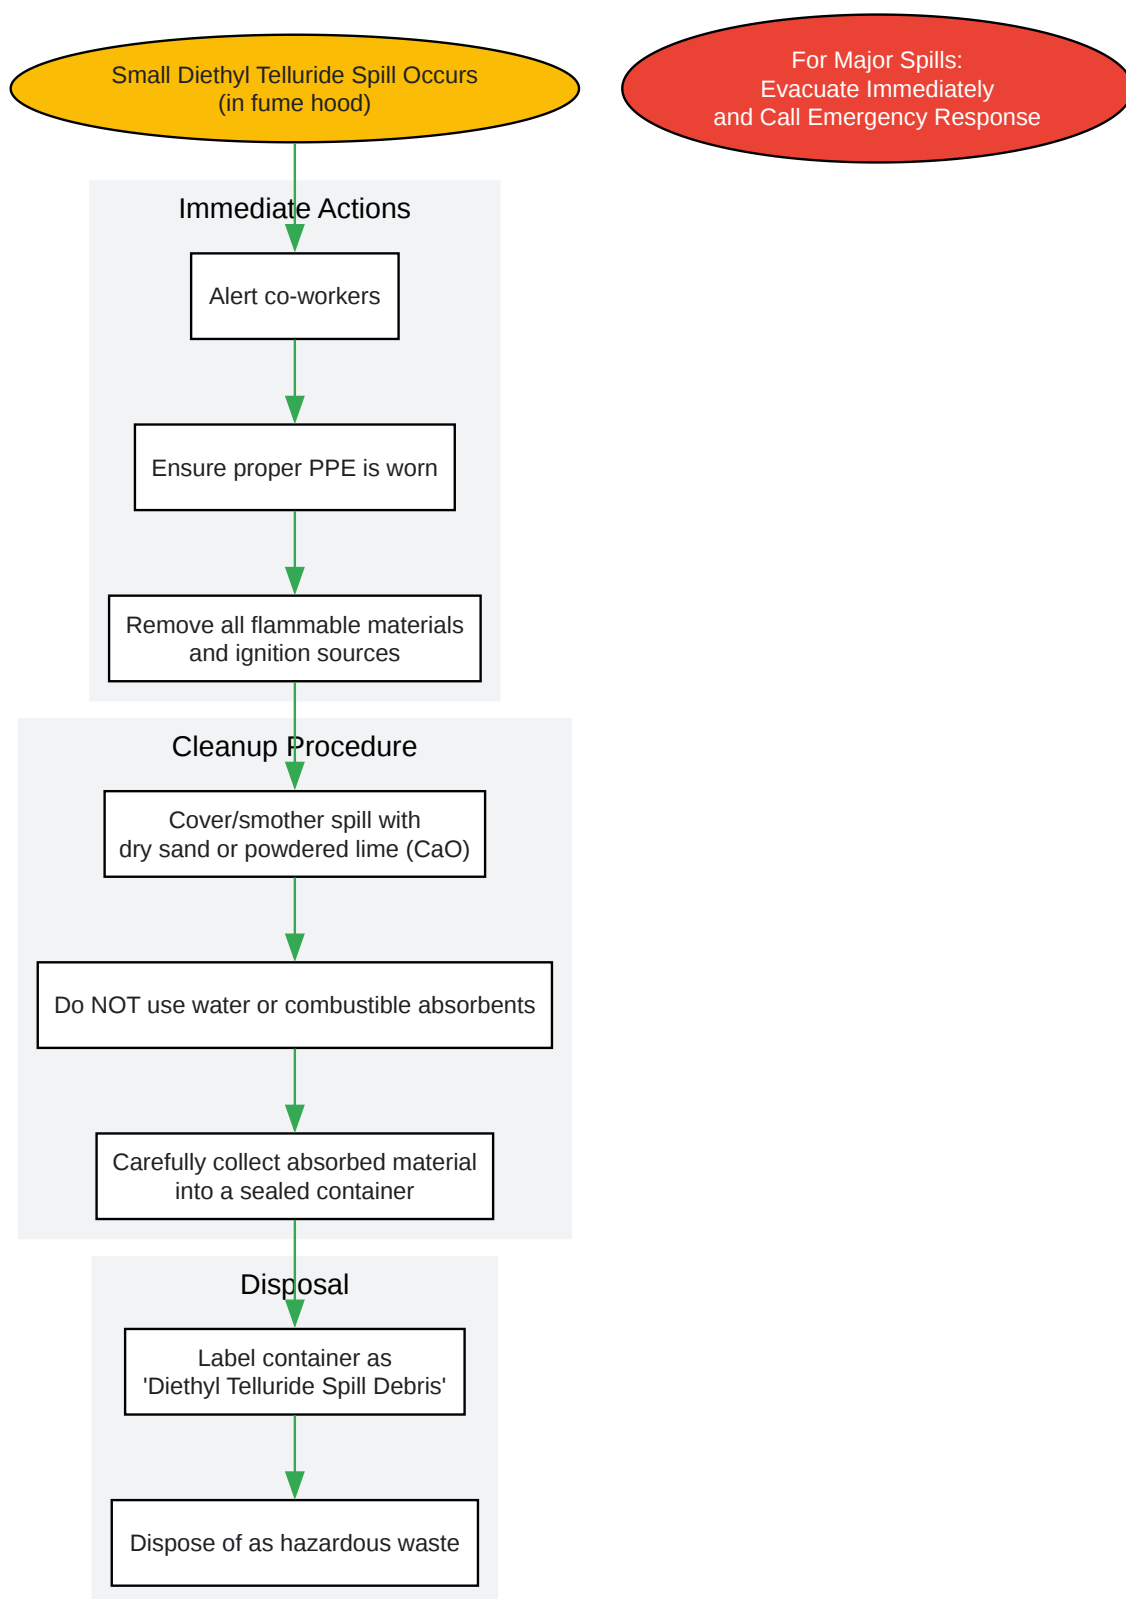 Small Diethyl Telluride Spill Occurs
(in fume hood)
For Major Spills:
Evacuate Immediately
and Call Emergency Response
Immediate Actions
Alert co-workers
Ensure proper PPE is worn
Remove all flammable materials
and ignition sources
Cleanup Procedure
Cover/smother spill with
dry sand or powdered lime (CaO)
Do NOT use water or combustible absorbents
Carefully collect absorbed material
into a sealed container
Disposal
Label container as
'Diethyl Telluride Spill Debris'
Dispose of as hazardous waste